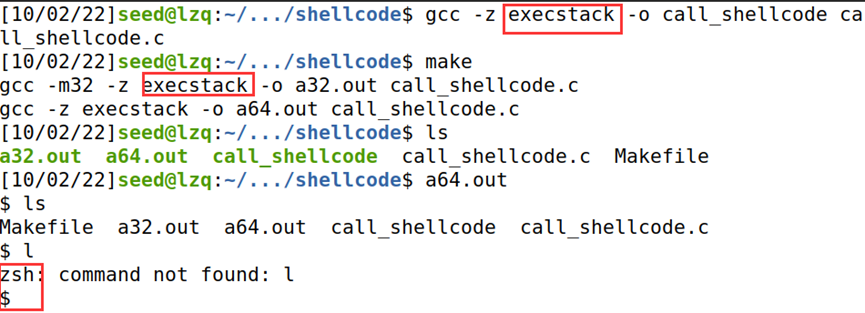 [10/02/22]seed@lzq:~/.../shellcode$ gcc -z execstack -o call_shellcode ca
ll_shellcode.c
[10/02/22]seed@lzq:~/.../shellcode$ make
gcc -m32 -z execstack -o a32.out call_shellcode.c
gcc -z execstack -o a64.out call_shellcode.c
[10/02/22]seed@lzq:~/.../shellcode$ ls
a32.out  a64.out  call_shellcode  call_shellcode.c  Makefile
[10/02/22]seed@lzq:~/.../shellcode$ a64.out
$ ls
Makefile  a32.out  a64.out  call_shellcode  call_shellcode.c
$ l
zsh: command not found: l
$